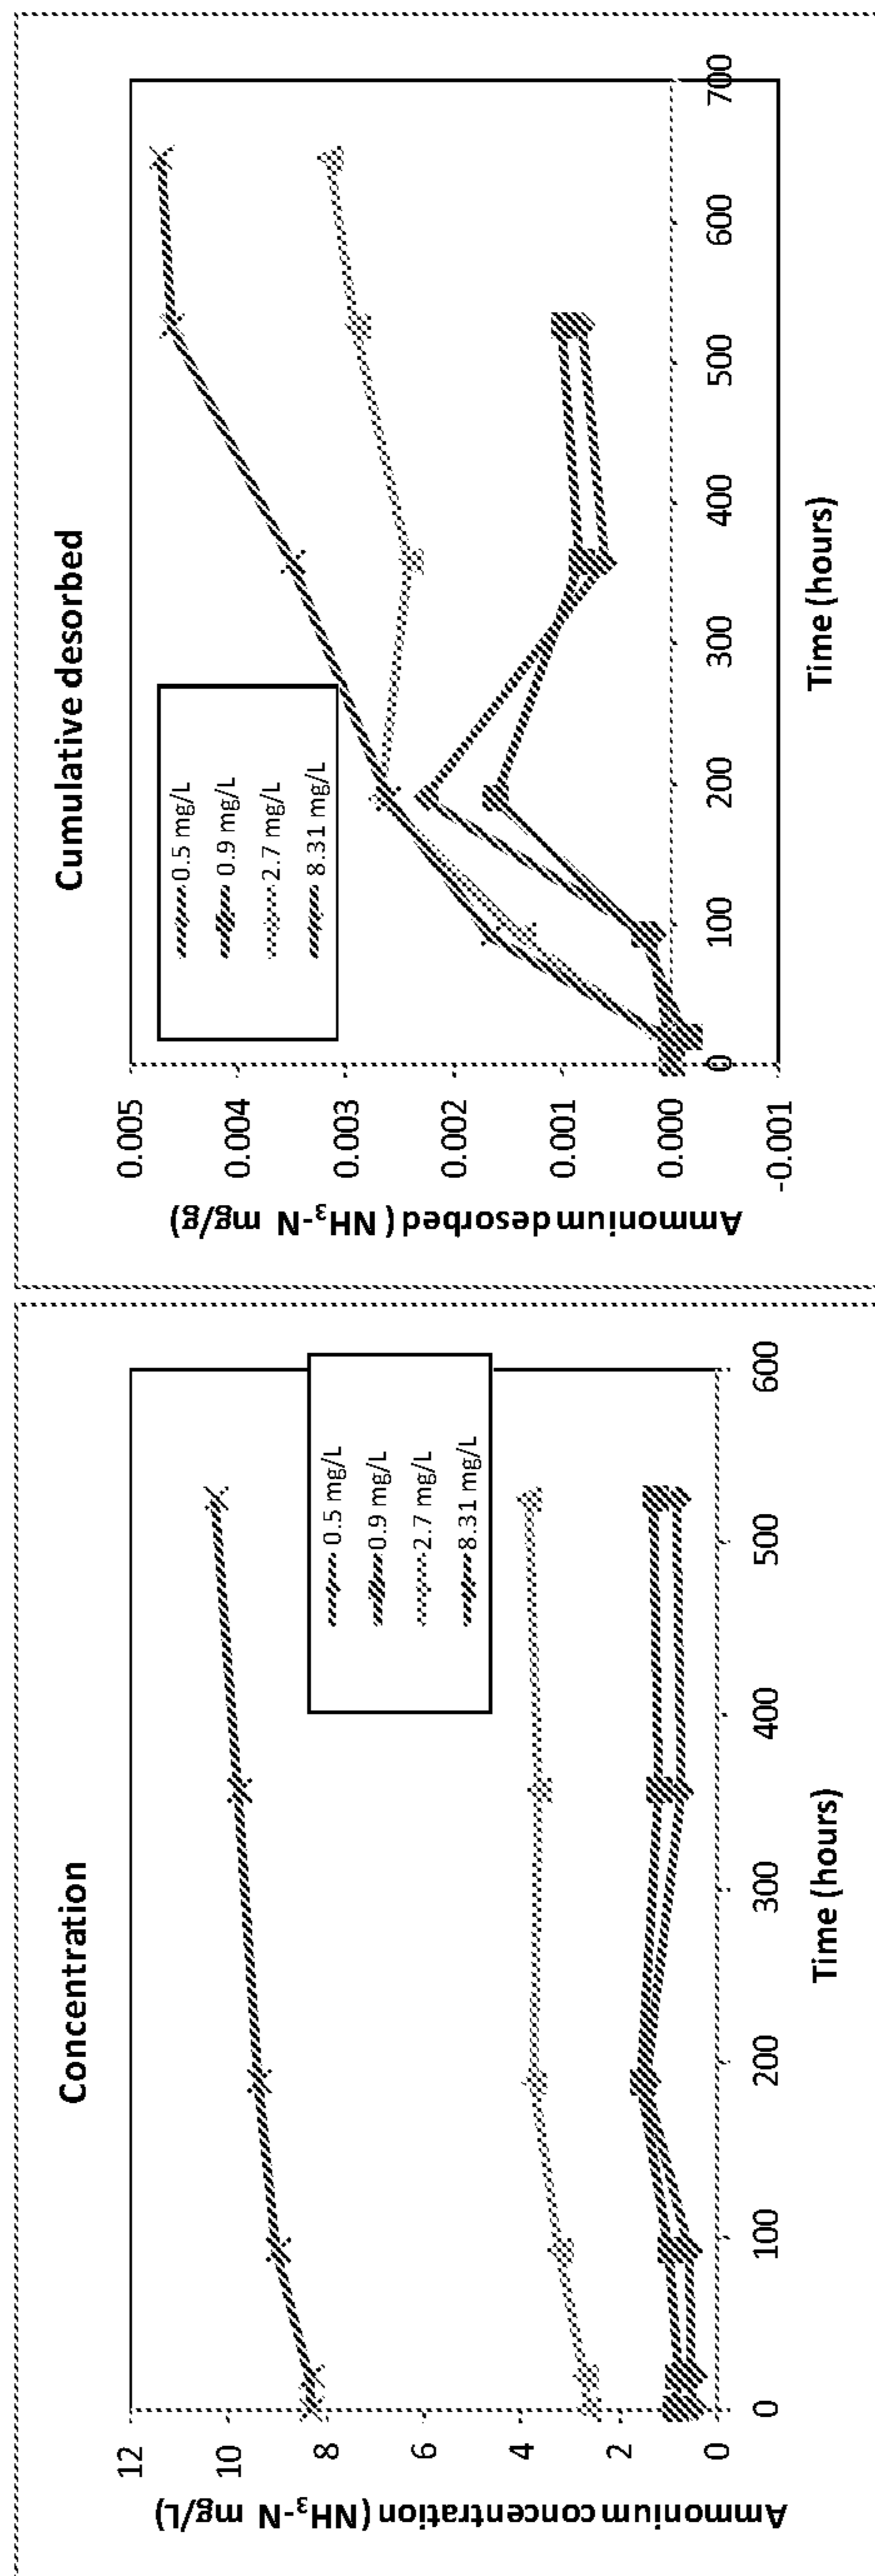 Concentration
Ammonium concentration (NH₃-N mg/L)
12
10
8
6
4
2
0
0
100
200
300
400
500
600
Time (hours)
0.5 mg/L
0.9 mg/L
2.7 mg/L
8.31 mg/L
Cumulative desorbed
Ammonium desorbed (NH₃-N mg/g)
0.005
0.004
0.003
0.002
0.001
0.000
-0.001
0
100
200
300
400
500
600
700
Time (hours)
0.5 mg/L
0.9 mg/L
2.7 mg/L
8.31 mg/L